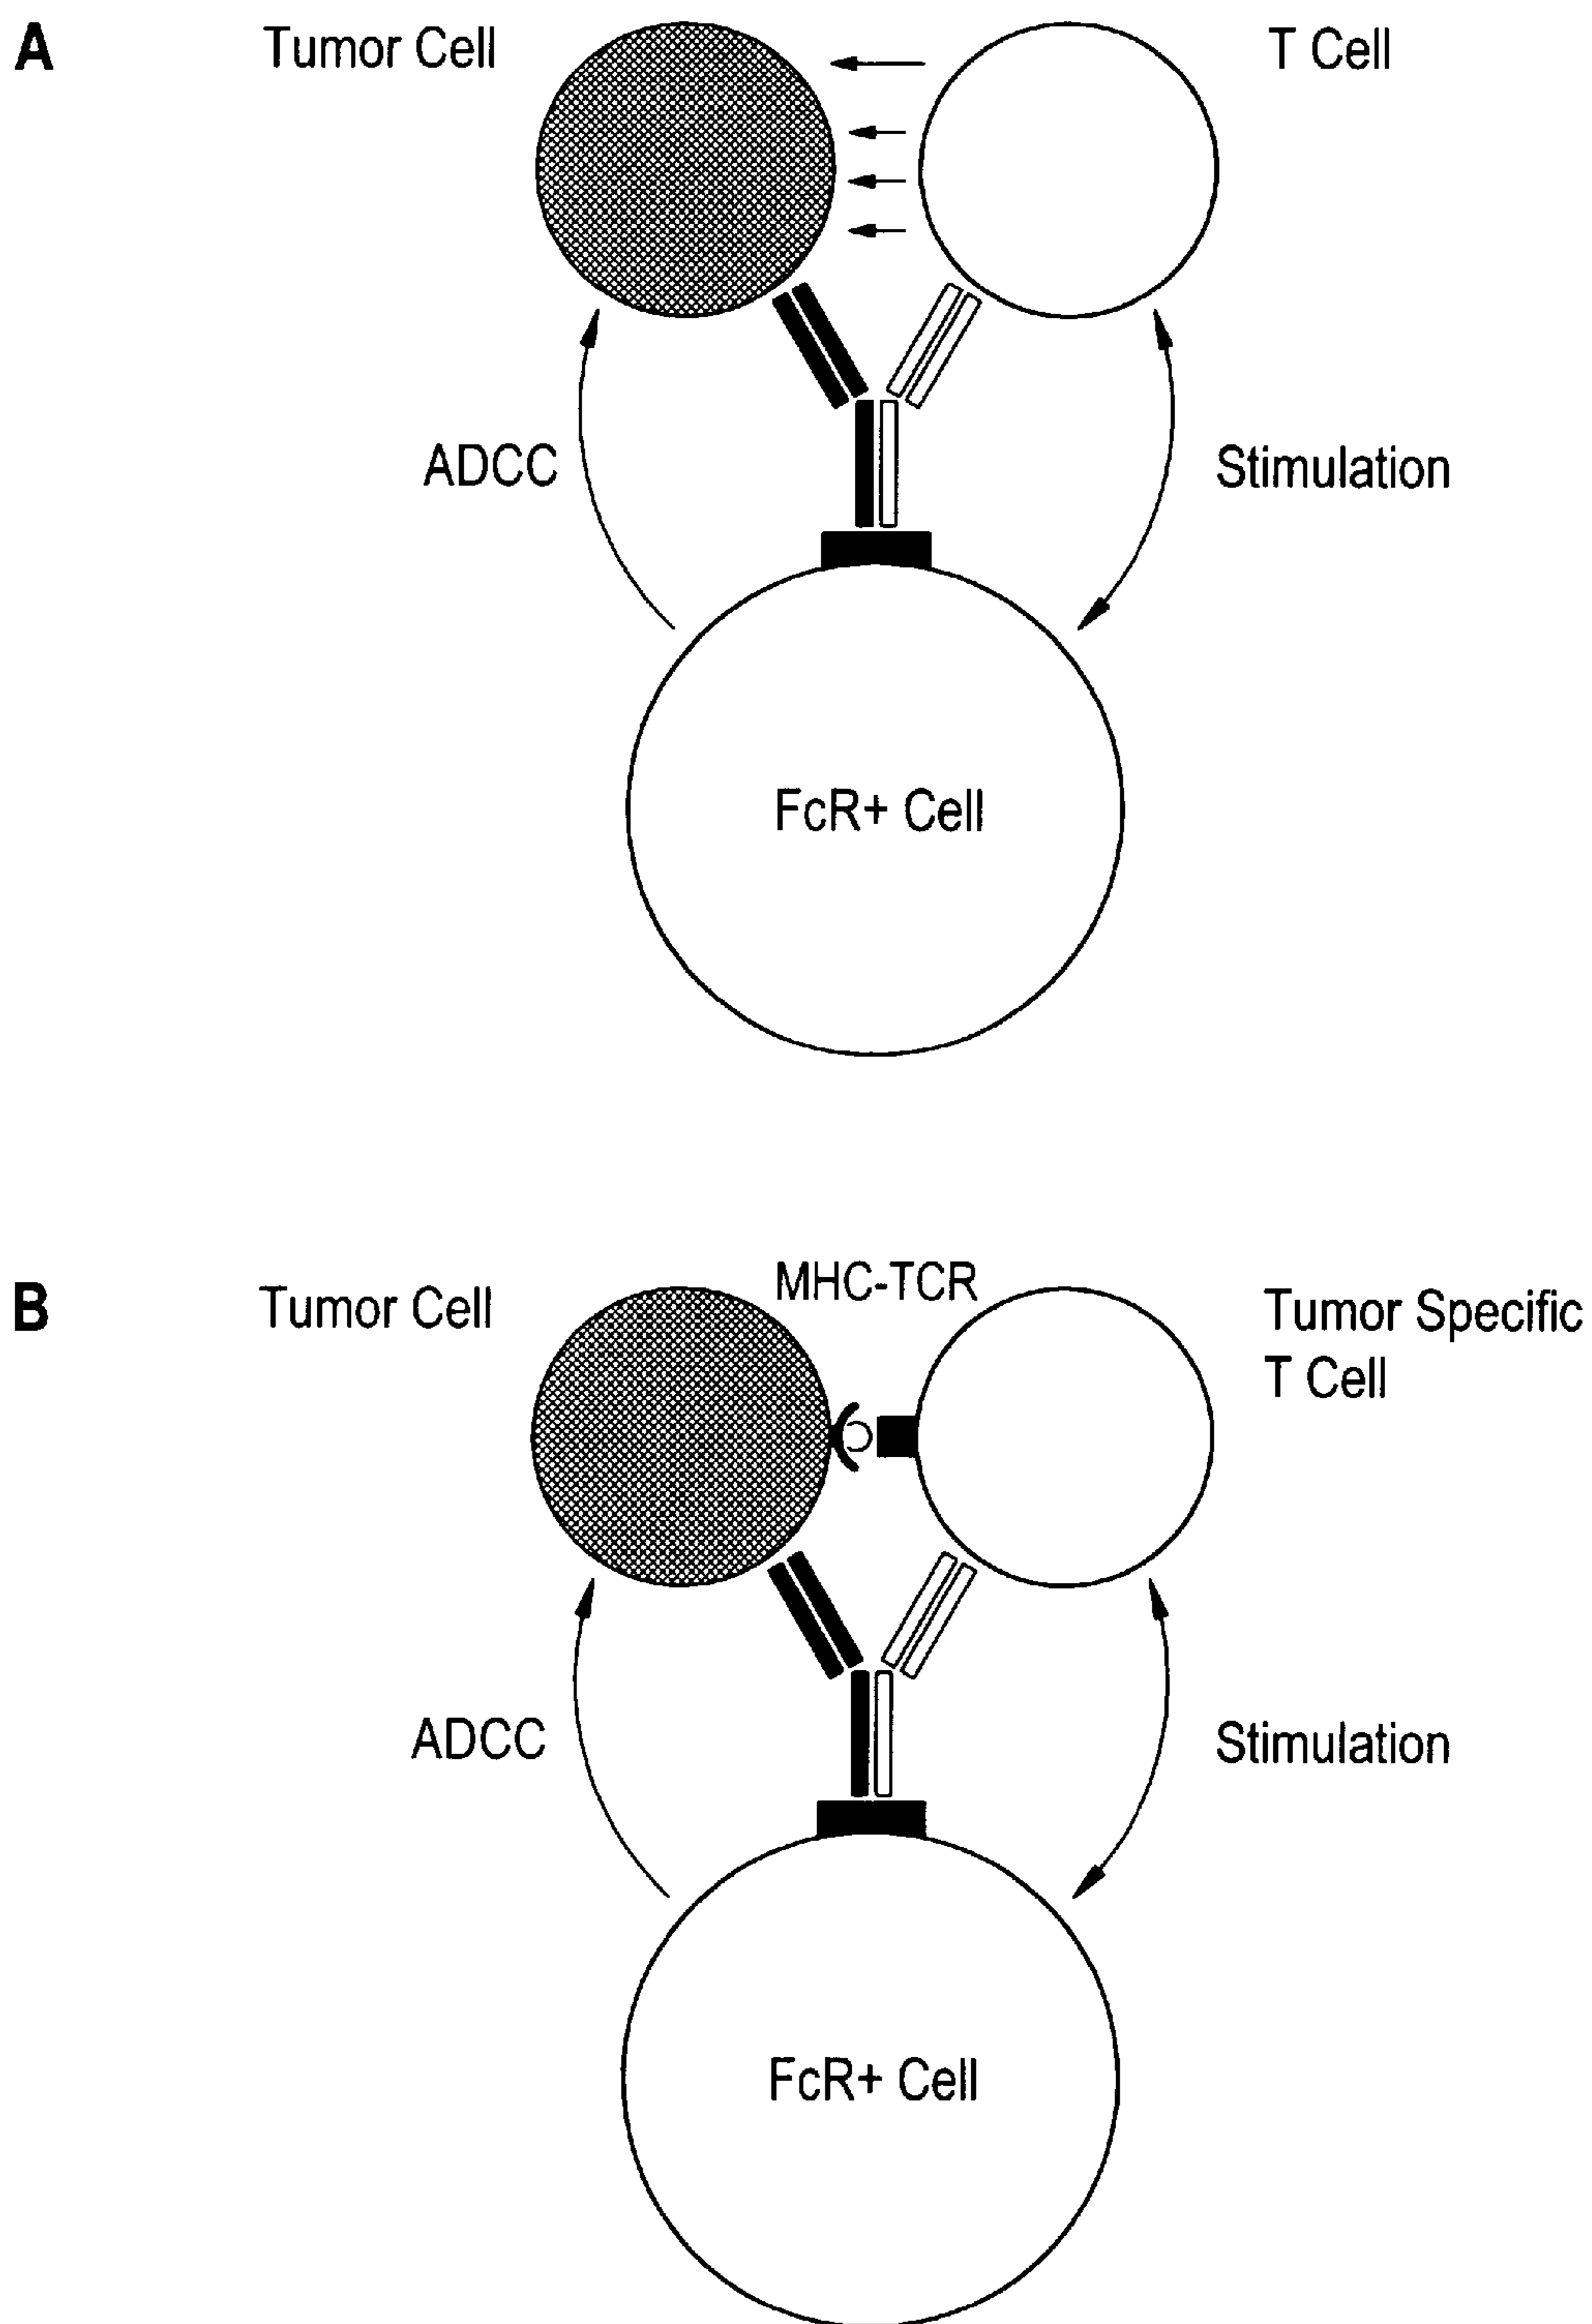 A
Tumor Cell
T Cell
ADCC
Stimulation
FcR+ Cell
B
Tumor Cell
MHC-TCR
Tumor Specific
T Cell
ADCC
Stimulation
FcR+ Cell